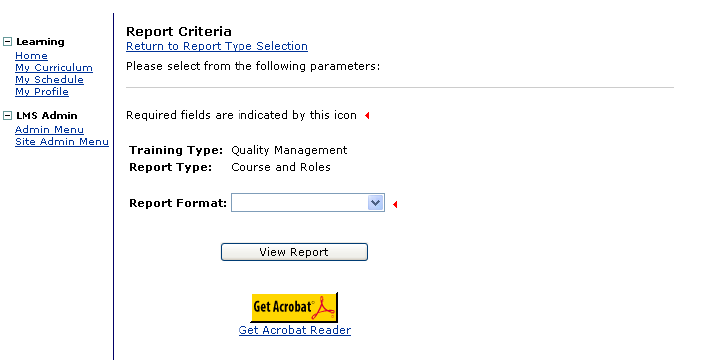 Learning
Home
My Curriculum
My Schedule
My Profile
LMS Admin
Admin Menu
Site Admin Menu
Report Criteria
Return to Report Type Selection
Please select from the following parameters:
Required fields are indicated by this icon
Training Type: Quality Management
Report Type: Course and Roles
Report Format:
View Report
Get Acrobat
Get Acrobat Reader